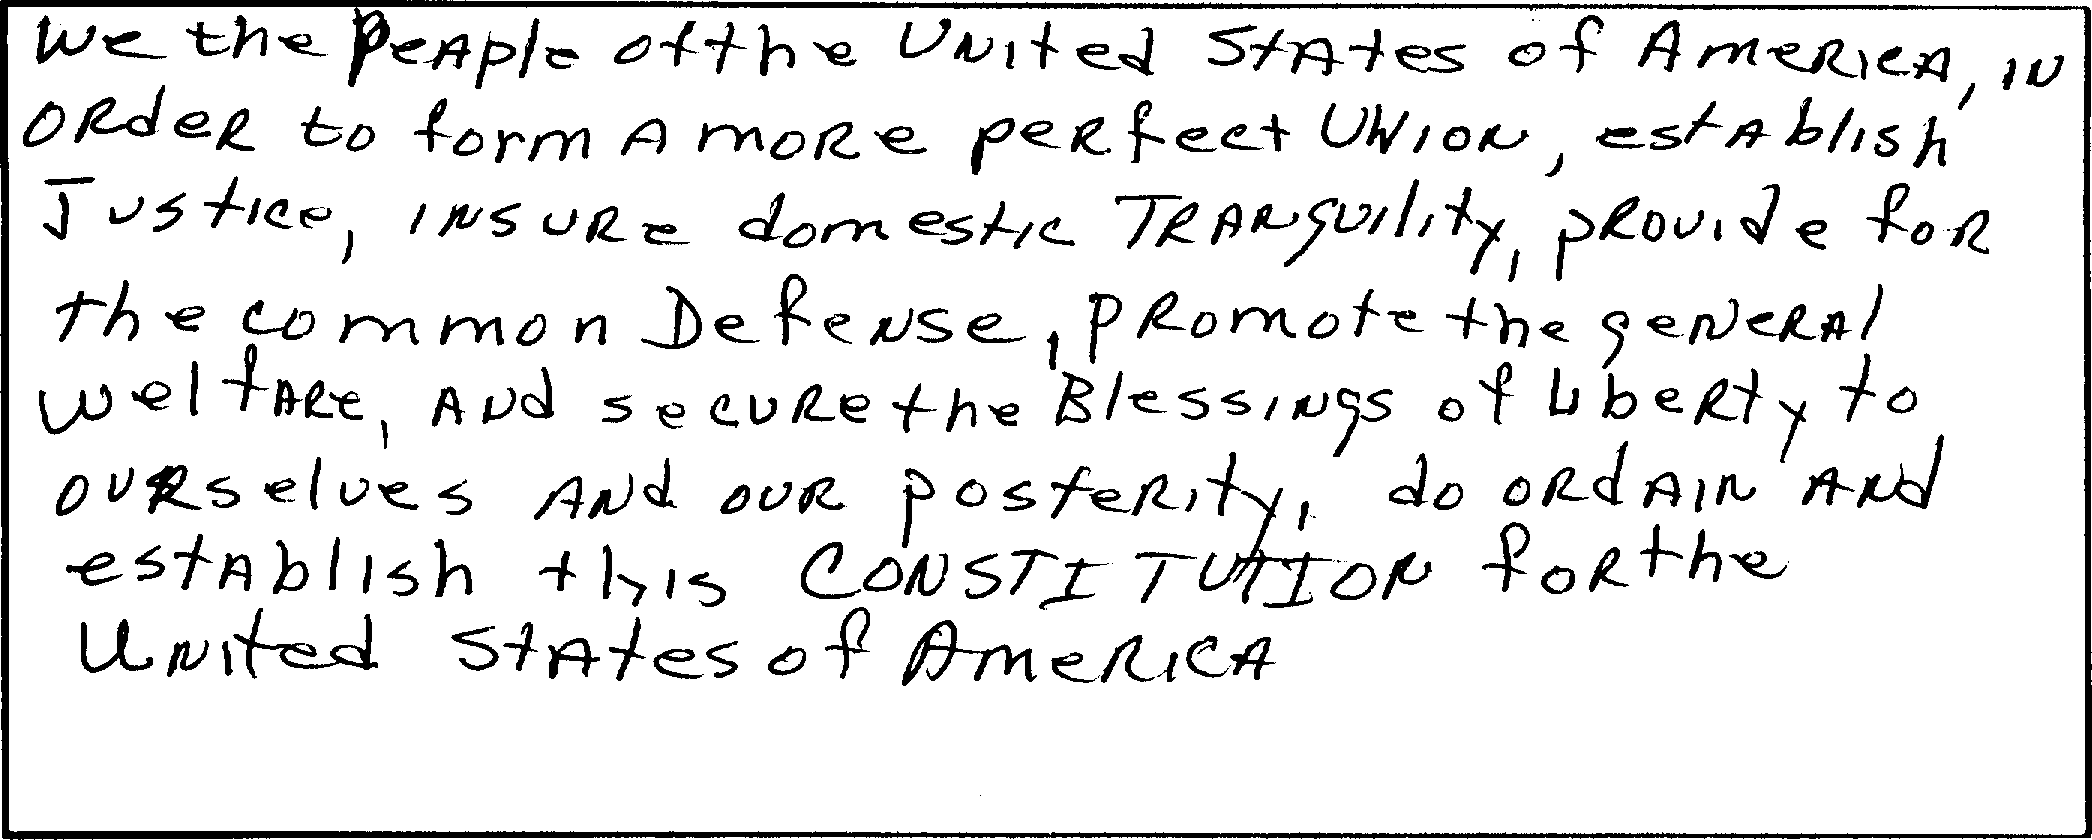 We the PeAple of the United States of America, in
order to form A more perfect UNION, establish
Justice, insure domestic TRANquility, provide for
the common Defense, promote the general
welfare, and secure the Blessings of Liberty to
ourselves and our posterity, do ordain and
establish this CONSTITUTION for the
United States of America